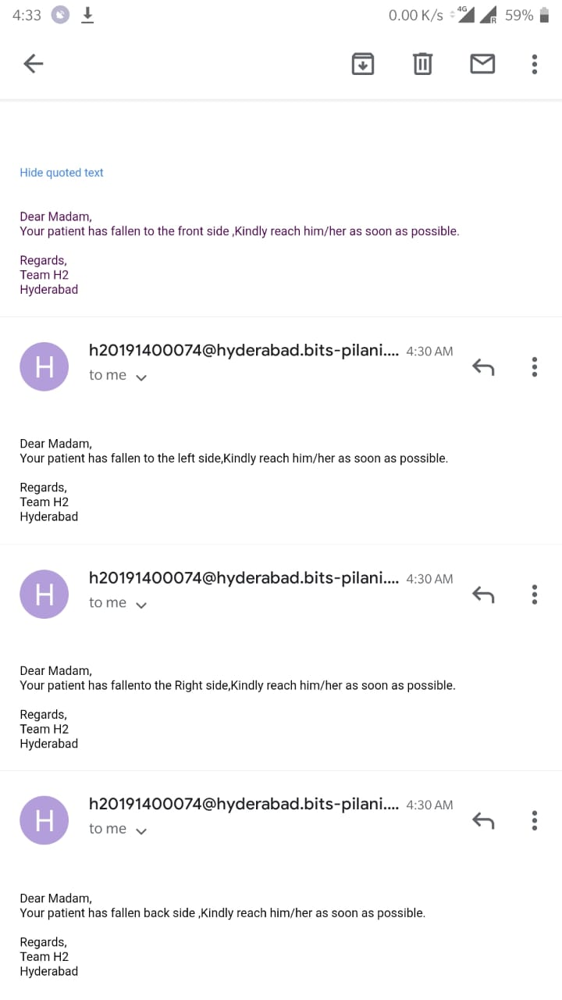 4:33 0.00 K/s 4G R 59%
Hide quoted text
Dear Madam,
Your patient has fallen to the front side ,Kindly reach him/her as soon as possible.
Regards,
Team H2
Hyderabad
H h20191400074@hyderabad.bits-pilani.... 4:30 AM
to me
Dear Madam,
Your patient has fallen to the left side,Kindly reach him/her as soon as possible.
Regards,
Team H2
Hyderabad
H h20191400074@hyderabad.bits-pilani.... 4:30 AM
to me
Dear Madam,
Your patient has fallento the Right side,Kindly reach him/her as soon as possible.
Regards,
Team H2
Hyderabad
H h20191400074@hyderabad.bits-pilani.... 4:30 AM
to me
Dear Madam,
Your patient has fallen back side ,Kindly reach him/her as soon as possible.
Regards,
Team H2
Hyderabad